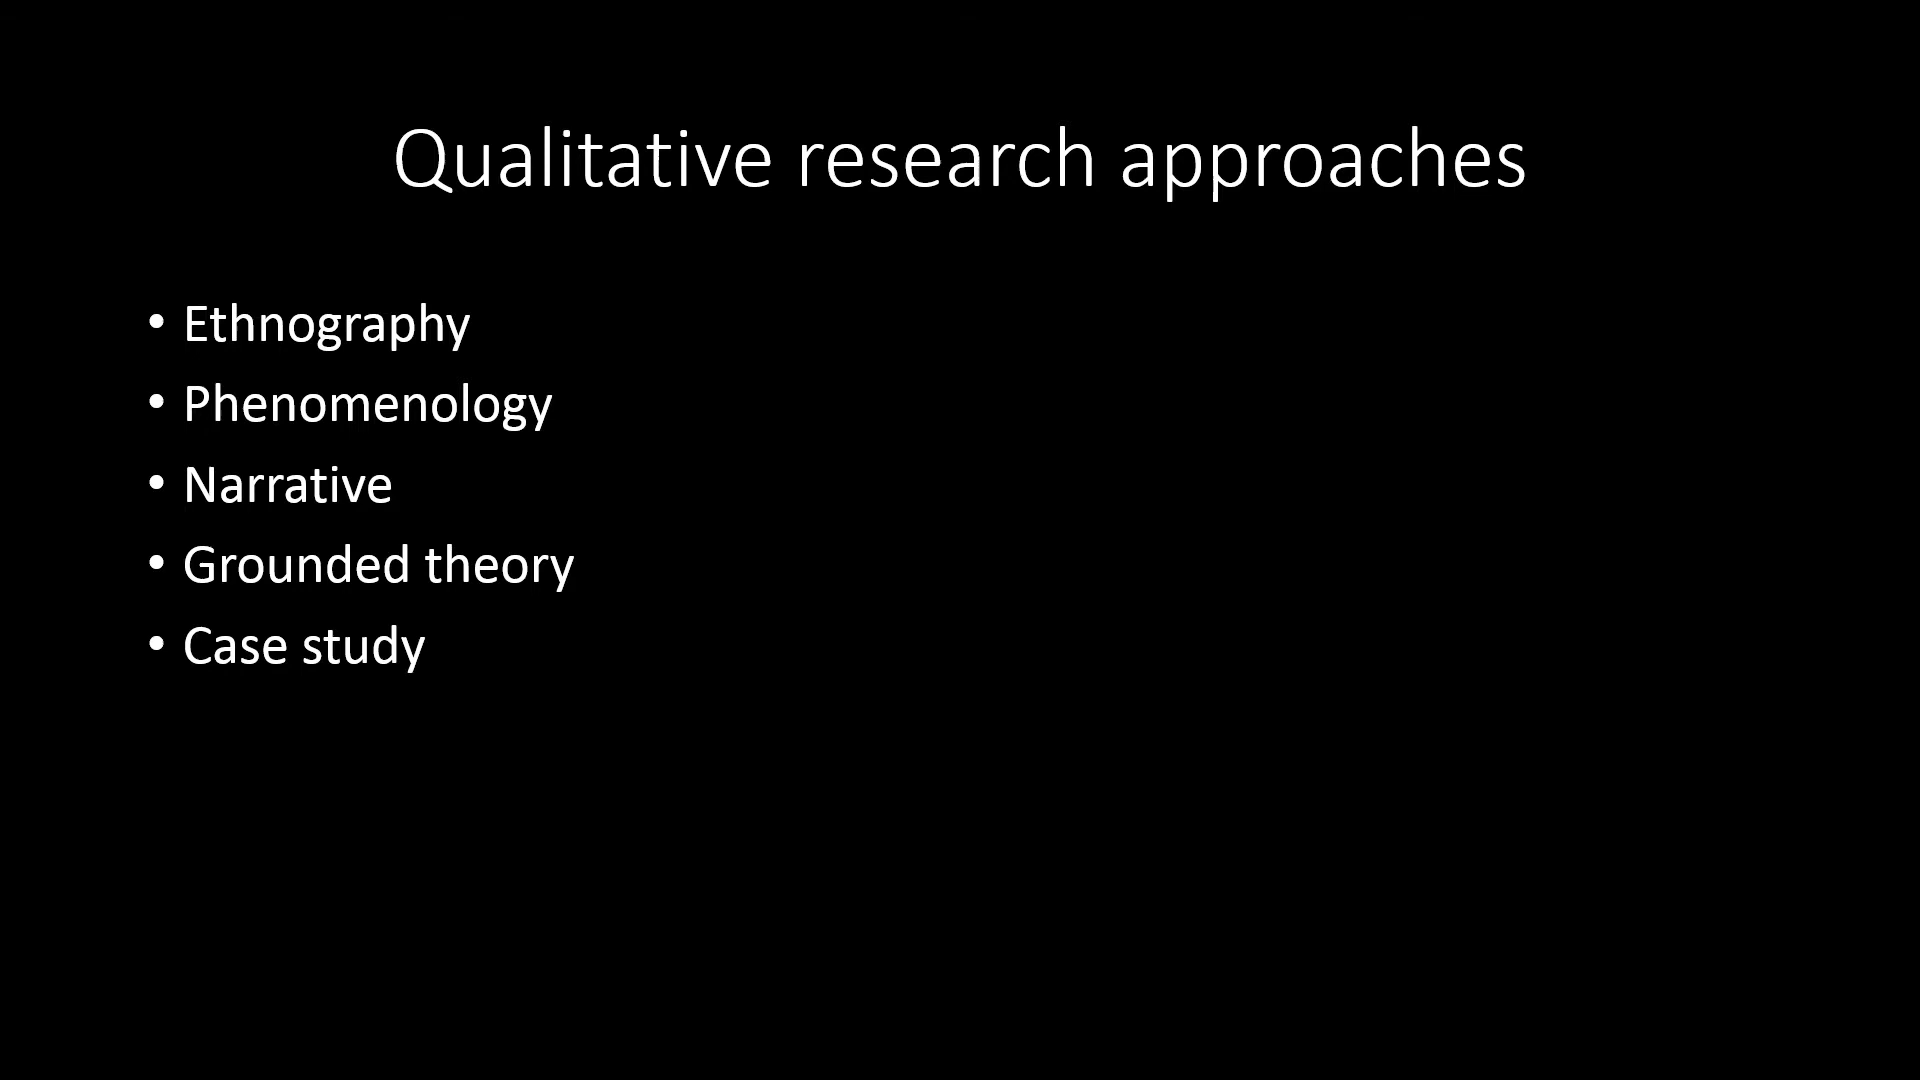 Qualitative research approaches
• Ethnography
• Phenomenology
• Narrative
• Grounded theory
• Case study